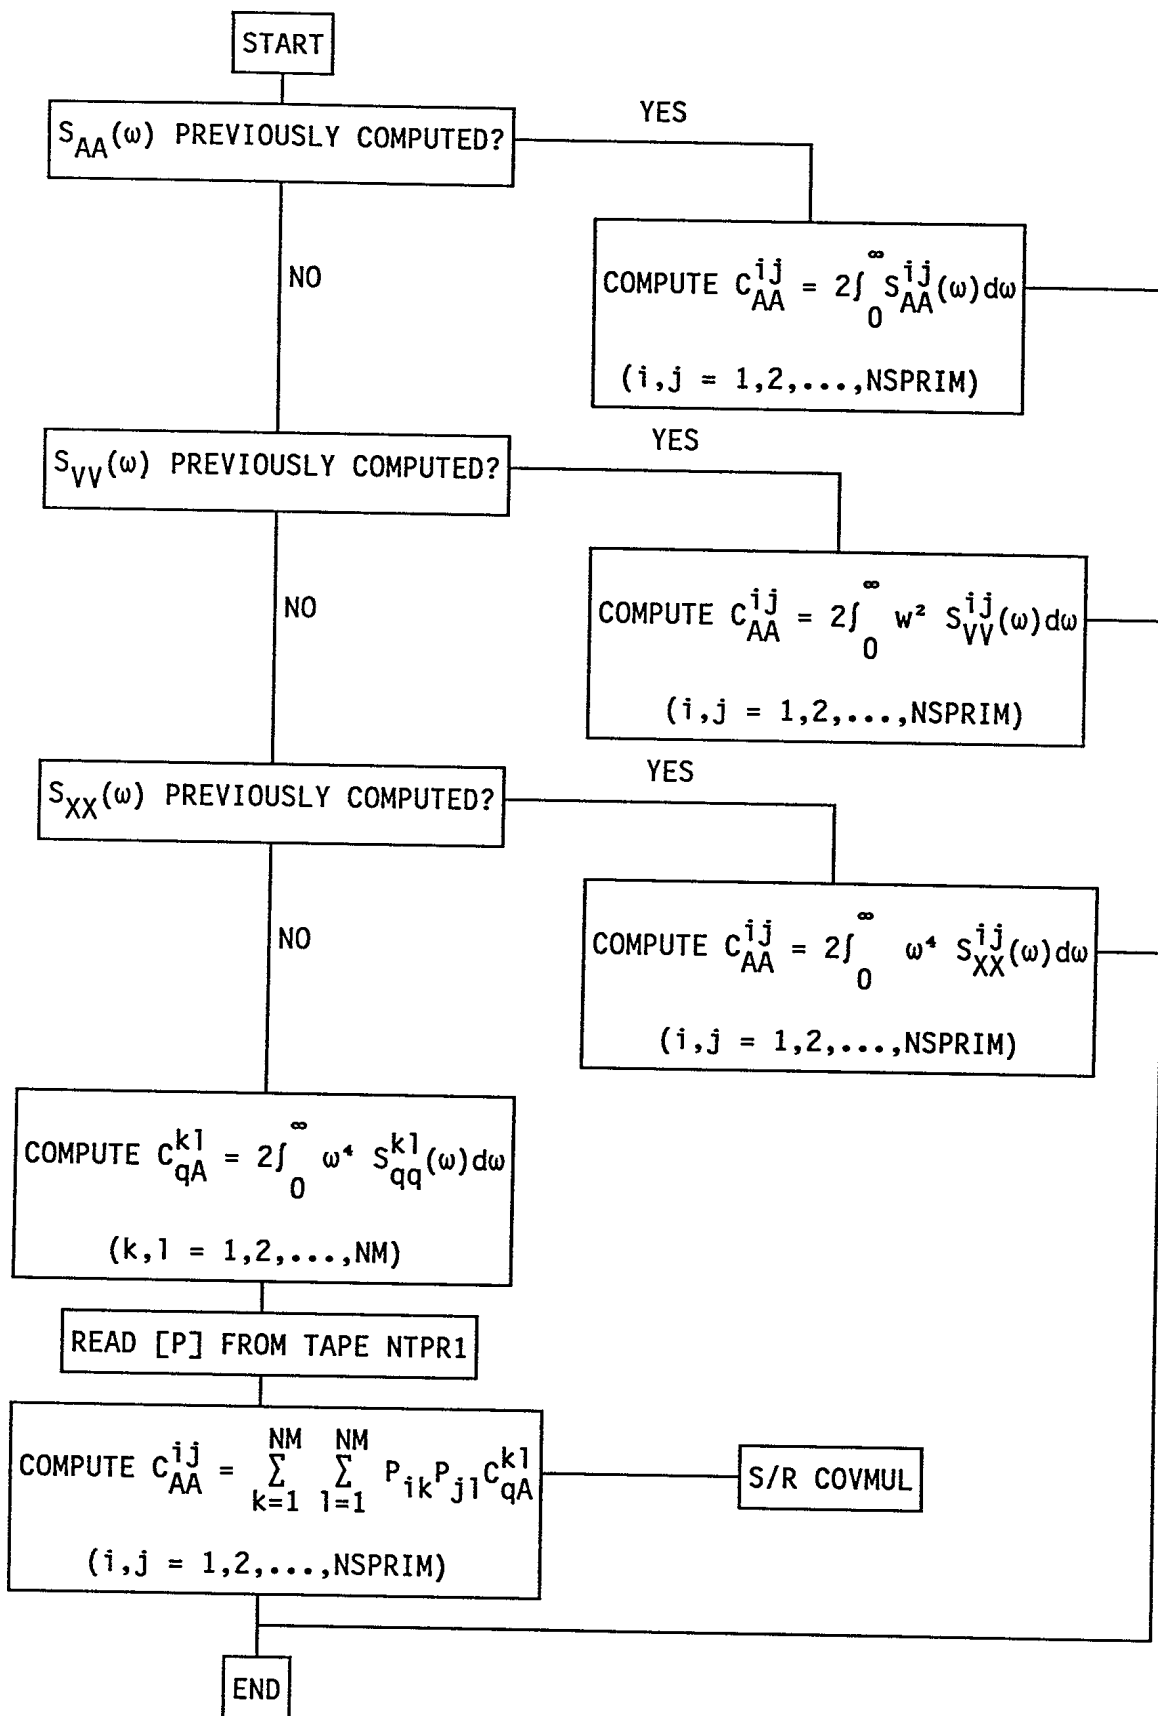 START
S_AA(ω) PREVIOUSLY COMPUTED?
YES
NO
COMPUTE C_AA^ij = 2∫_0^∞ S_AA^ij(ω)dω
(i,j = 1,2,...,NSPRIM)
S_VV(ω) PREVIOUSLY COMPUTED?
YES
NO
COMPUTE C_AA^ij = 2∫_0^∞ w² S_VV^ij(ω)dω
(i,j = 1,2,...,NSPRIM)
S_XX(ω) PREVIOUSLY COMPUTED?
YES
NO
COMPUTE C_AA^ij = 2∫_0^∞ ω⁴ S_XX^ij(ω)dω
(i,j = 1,2,...,NSPRIM)
COMPUTE C_qA^kl = 2∫_0^∞ ω⁴ S_qq^kl(ω)dω
(k,l = 1,2,...,NM)
READ [P] FROM TAPE NTPR1
COMPUTE C_AA^ij = Σ_k=1^NM Σ_l=1^NM P_ik P_jl C_qA^kl
(i,j = 1,2,...,NSPRIM)
S/R COVMUL
END